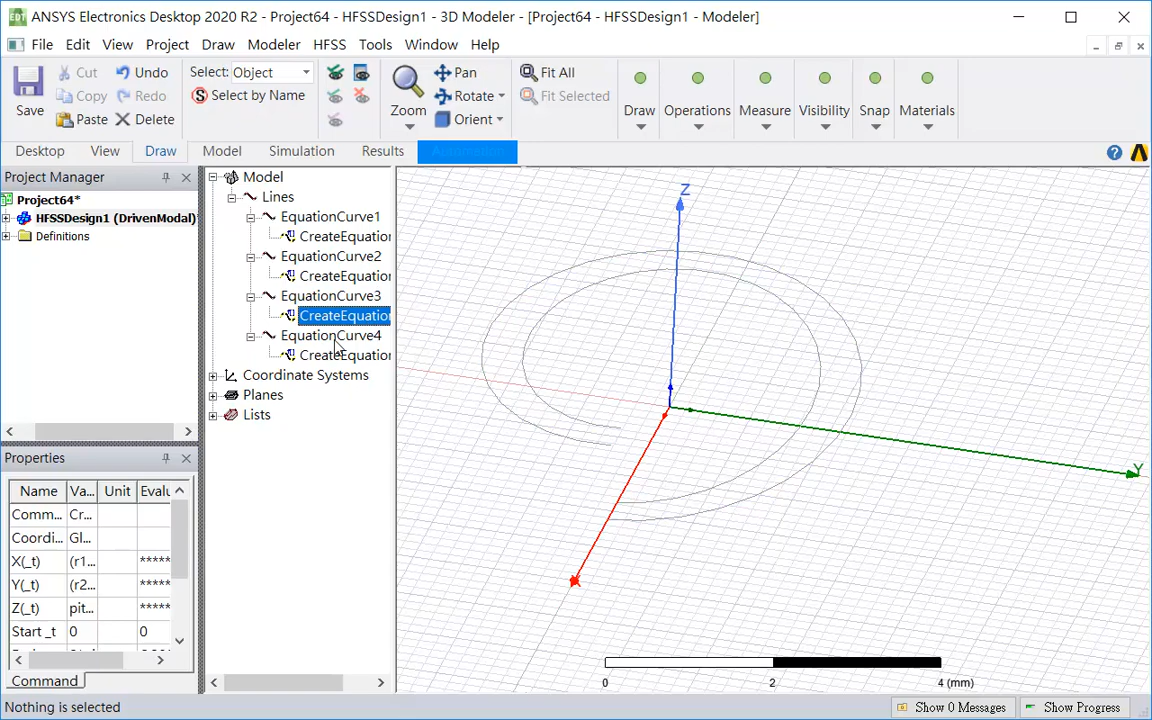 ANSYS Electronics Desktop 2020 R2 - Project64 - HFSSDesign1 - 3D Modeler - [Project64 - HFSSDesign1 - Modeler]
File Edit View Project Draw Modeler HFSS Tools Window Help
Save
Cut
Copy
Paste
Undo
Redo
Delete
Select: Object
Select by Name
Zoom
Pan
Rotate
Orient
Fit All
Fit Selected
Draw
Operations
Measure
Visibility
Snap
Materials
Desktop View Draw Model Simulation Results
Project Manager
Project64*
HFSSDesign1 (DrivenModal)*
Definitions
Model
Lines
EquationCurve1
CreateEquation
EquationCurve2
CreateEquation
EquationCurve3
CreateEquation
EquationCurve4
CreateEquation
Coordinate Systems
Planes
Lists
Properties
Name Va... Unit Evalu
Comm... Cr...
Coordi... Gl...
X(_t) (r1... *****
Y(_t) (r2... *****
Z(_t) pit... *****
Start _t 0 0
Command
Z
Y
X
0 2 4 (mm)
Nothing is selected
Show 0 Messages
Show Progress